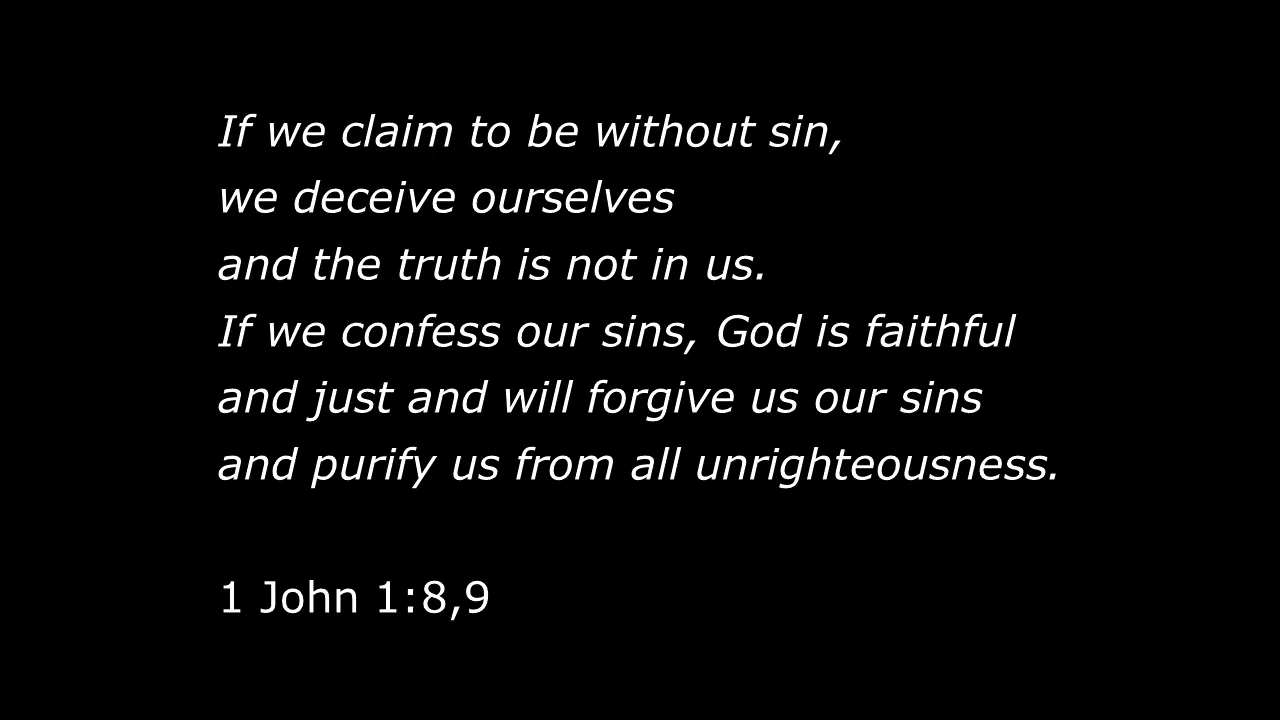 If we claim to be without sin,
we deceive ourselves
and the truth is not in us.
If we confess our sins, God is faithful
and just and will forgive us our sins
and purify us from all unrighteousness.
1 John 1:8,9